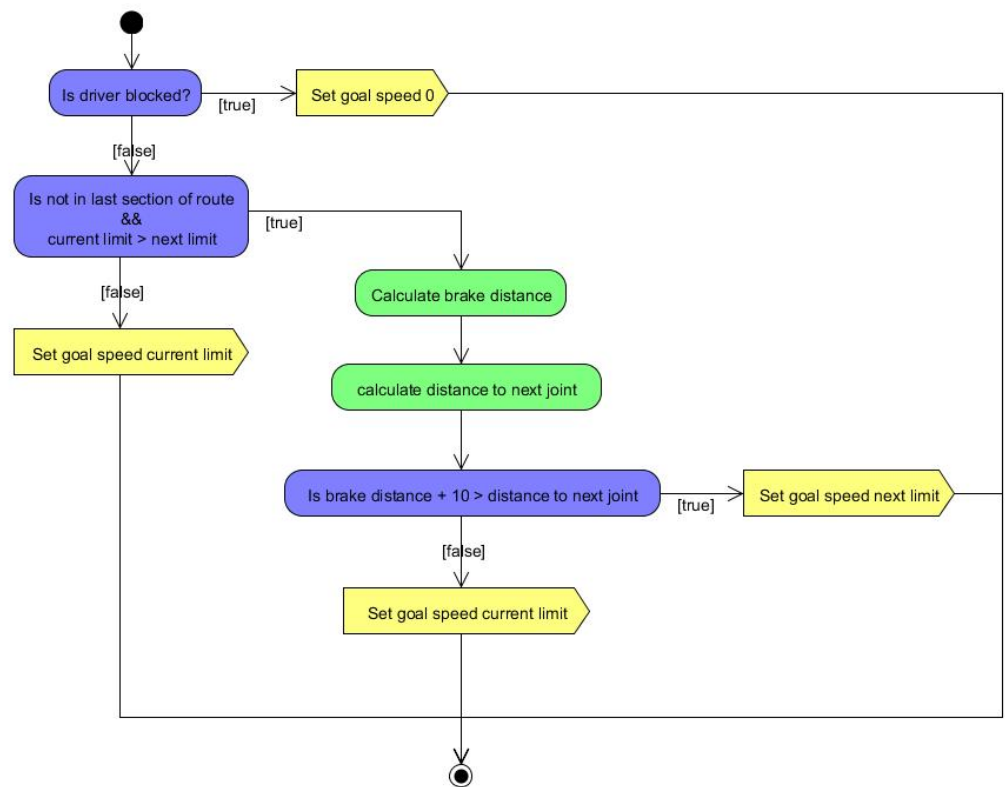 Is driver blocked?
[true]
Set goal speed 0
[false]
Is not in last section of route
&&
current limit > next limit
[true]
[false]
Calculate brake distance
Set goal speed current limit
calculate distance to next joint
Is brake distance + 10 > distance to next joint
[true]
Set goal speed next limit
[false]
Set goal speed current limit